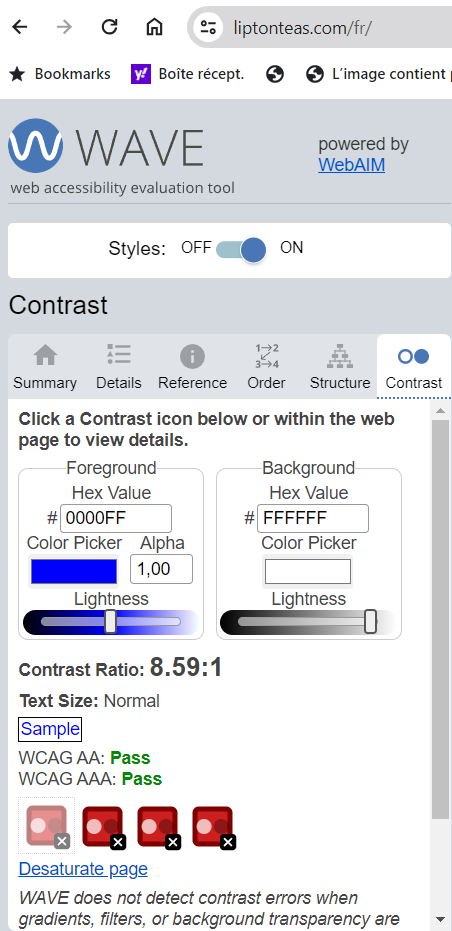 liptonteas.com/fr/
Bookmarks
Boîte récept.
L'image contient
WAVE
web accessibility evaluation tool
powered by
WebAIM
Styles: OFF ON
Contrast
Summary
Details
Reference
1→2
3→4
Order
Structure
Contrast
Click a Contrast icon below or within the web
page to view details.
Foreground
Hex Value
# 0000FF
Color Picker Alpha
1,00
Lightness
Background
Hex Value
# FFFFFF
Color Picker
Lightness
Contrast Ratio: 8.59:1
Text Size: Normal
Sample
WCAG AA: Pass
WCAG AAA: Pass
Desaturate page
WAVE does not detect contrast errors when
gradients, filters, or background transparency are